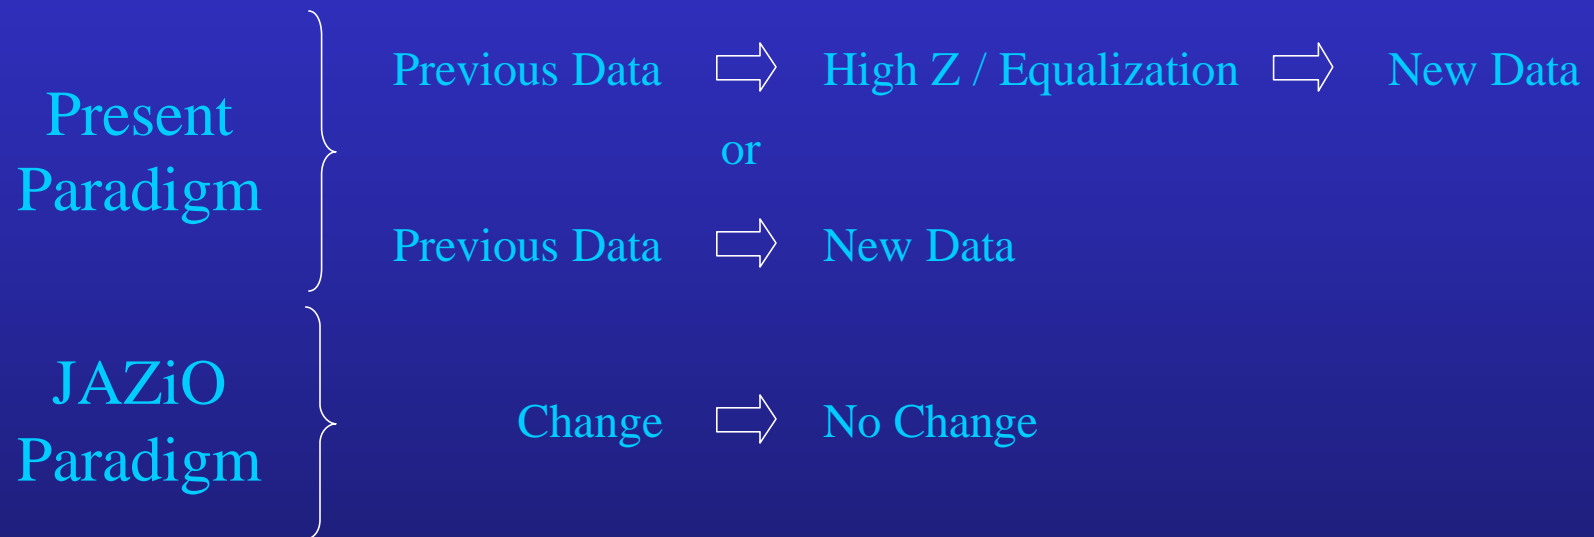 Present
Paradigm
Previous Data
High Z / Equalization
New Data
or
Previous Data
New Data
JAZiO
Paradigm
Change
No Change